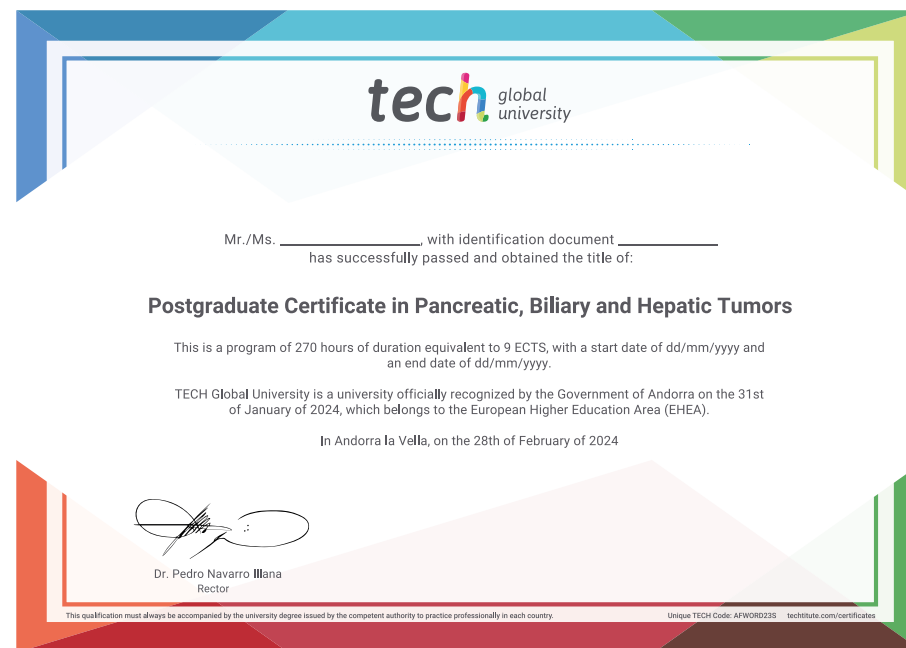 tech global university
Mr./Ms. ____________, with identification document ____________
has successfully passed and obtained the title of:
Postgraduate Certificate in Pancreatic, Biliary and Hepatic Tumors
This is a program of 270 hours of duration equivalent to 9 ECTS, with a start date of dd/mm/yyyy and
an end date of dd/mm/yyyy.
TECH Global University is a university officially recognized by the Government of Andorra on the 31st
of January of 2024, which belongs to the European Higher Education Area (EHEA).
In Andorra la Vella, on the 28th of February of 2024
Dr. Pedro Navarro Illana
Rector
This qualification must always be accompanied by the university degree issued by the competent authority to practice professionally in each country.
Unique TECH Code: AFWORD23S techtitute.com/certificates